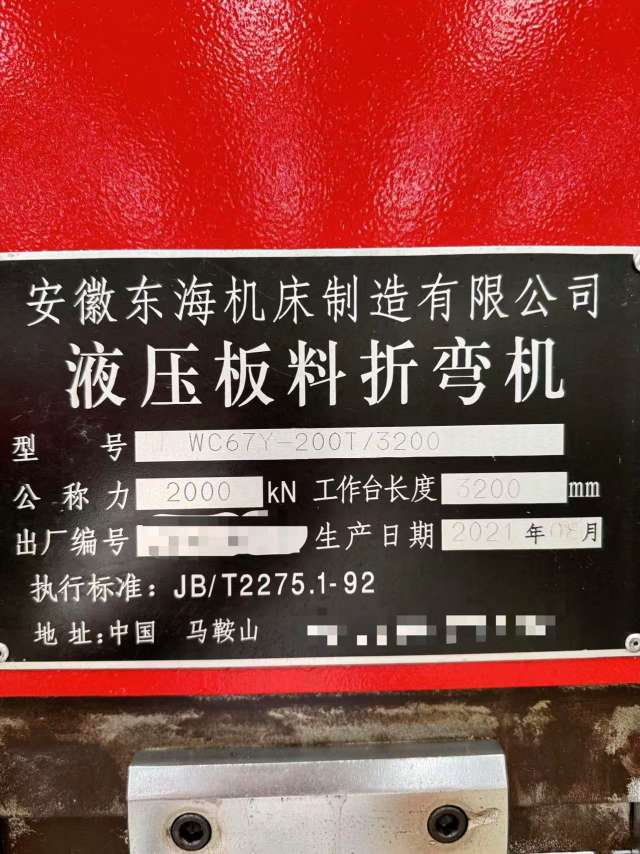 安徽东海机床制造有限公司
液压板料折弯机
型 号 WC67Y-200T/3200
公称力 2000 kN 工作台长度 3200 mm
出厂编号 生产日期 2021 年 08 月
执行标准：JB/T2275.1-92
地址：中国 马鞍山